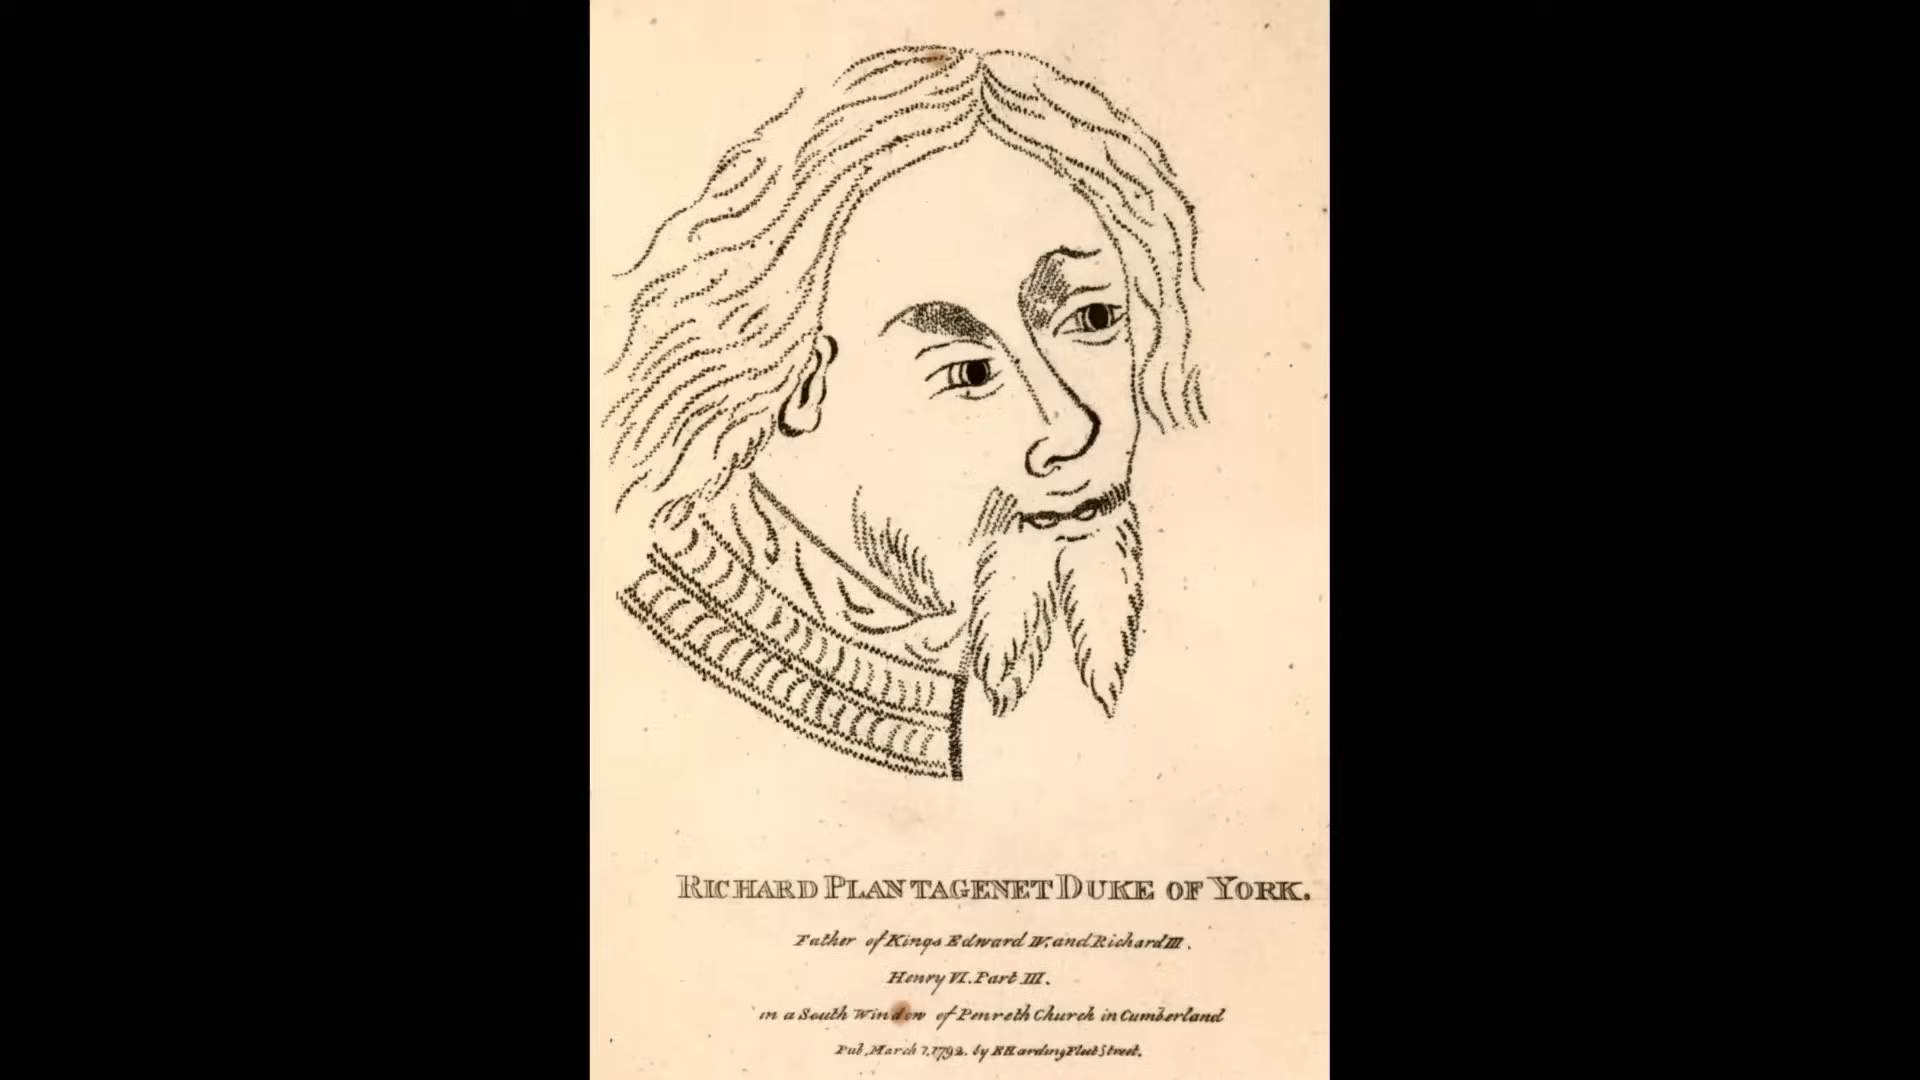 RICHARD PLANTAGENET DUKE OF YORK.
Father of Kings Edward IV. and Richard III.
Henry VI. Part III.
in a South Window of Penreth Church in Cumberland
Pub. March 7, 1792. by E Harding Fleet Street.